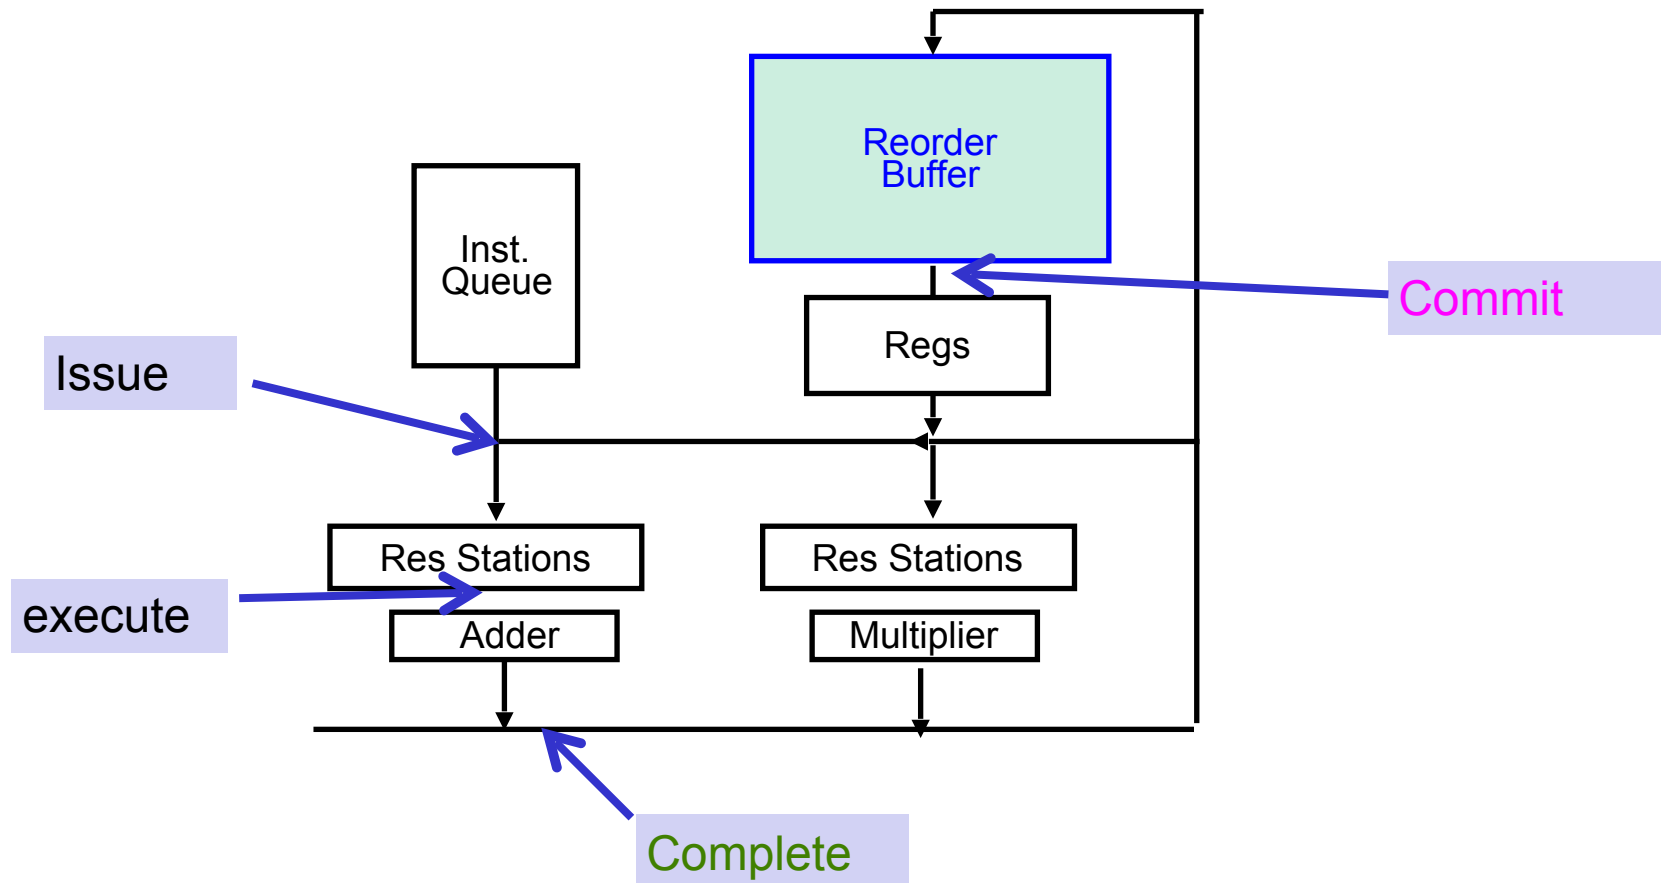 Reorder
Buffer
Inst.
Queue
Commit
Regs
Issue
Res Stations
Res Stations
execute
Adder
Multiplier
Complete